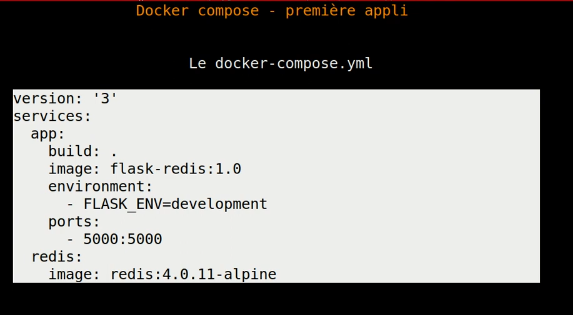 Docker compose - première appli
Le docker-compose.yml
version: '3'
services:
  app:
    build: .
    image: flask-redis:1.0
    environment:
      - FLASK_ENV=development
    ports:
      - 5000:5000
  redis:
    image: redis:4.0.11-alpine